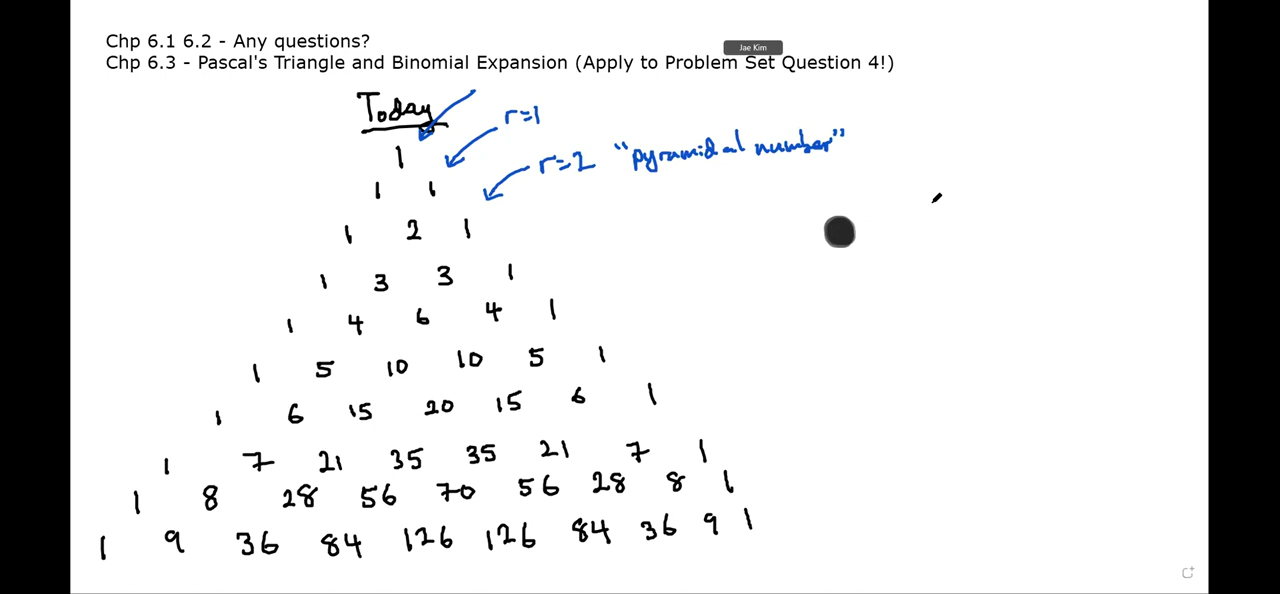 Chp 6.1 6.2 - Any questions?
Jae Kim
Chp 6.3 - Pascal's Triangle and Binomial Expansion (Apply to Problem Set Question 4!)
Today
r=1
r=2 "pyramidal number"
1
1 1
1 2 1
1 3 3 1
1 4 6 4 1
1 5 10 10 5 1
1 6 15 20 15 6 1
1 7 21 35 35 21 7 1
1 8 28 56 70 56 28 8 1
1 9 36 84 126 126 84 36 9 1